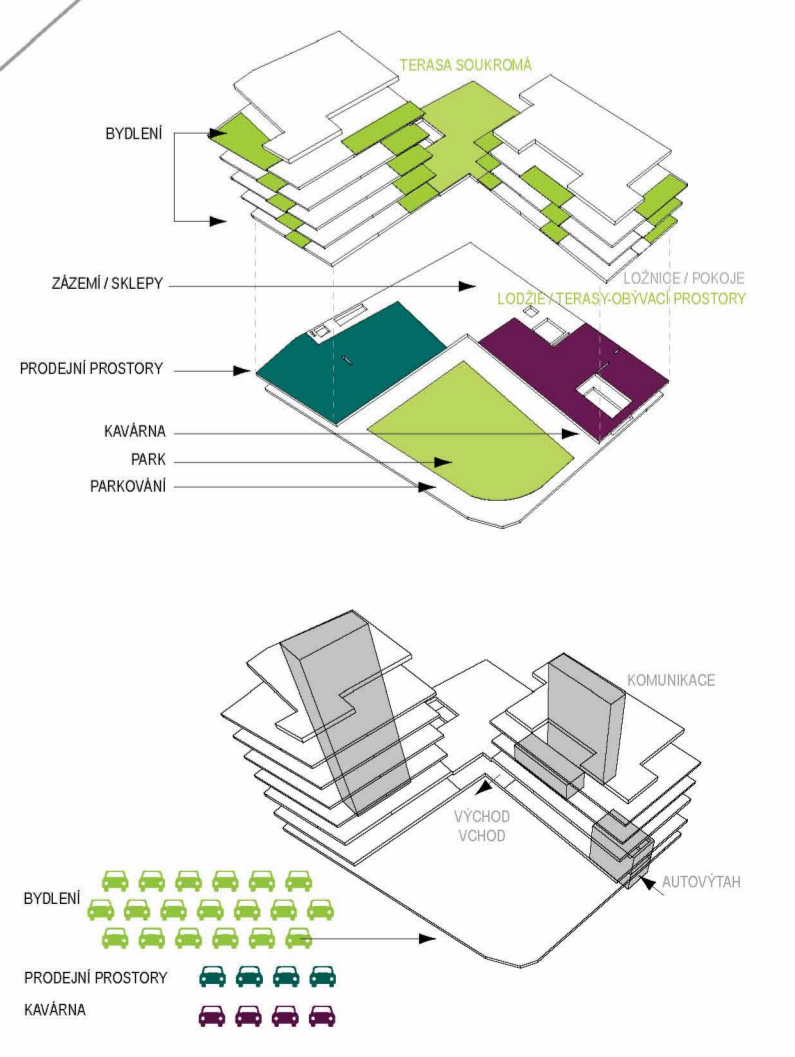 TERASA SOUKROMÁ
BYDLENÍ
ZÁZEMÍ / SKLEPY
LOŽNICE / POKOJE
LODŽIE / TERASY-OBÝVACÍ PROSTORY
PRODEJNÍ PROSTORY
KAVÁRNA
PARK
PARKOVÁNÍ
KOMUNIKACE
VÝCHOD
VCHOD
AUTOVÝTAH
BYDLENÍ
PRODEJNÍ PROSTORY
KAVÁRNA